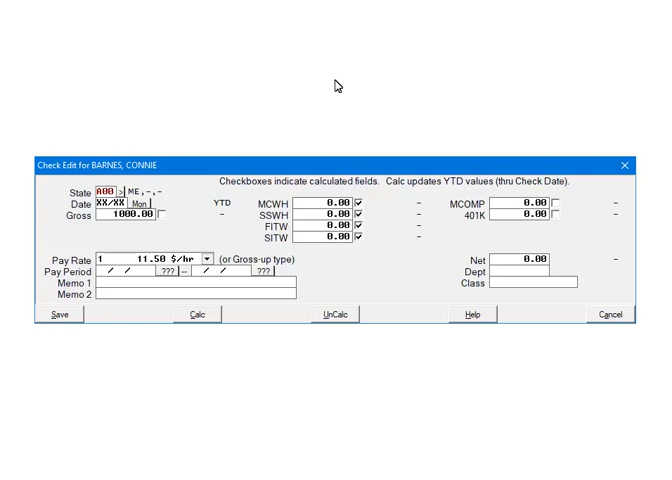 Check Edit for BARNES, CONNIE
Checkboxes indicate calculated fields. Calc updates YTD values (thru Check Date).
State A00 > ME,-,-
Date XX/XX Mon YTD MCWH 0.00 - MCOMP 0.00 -
Gross 1000.00 - SSWH 0.00 - 401K 0.00 -
FITW 0.00 -
SITW 0.00 -
Pay Rate 1 11.50 $/hr (or Gross-up type) Net 0.00 -
Pay Period / / ??? -- / / ??? Dept
Memo 1 Class
Memo 2
Save Calc UnCalc Help Cancel